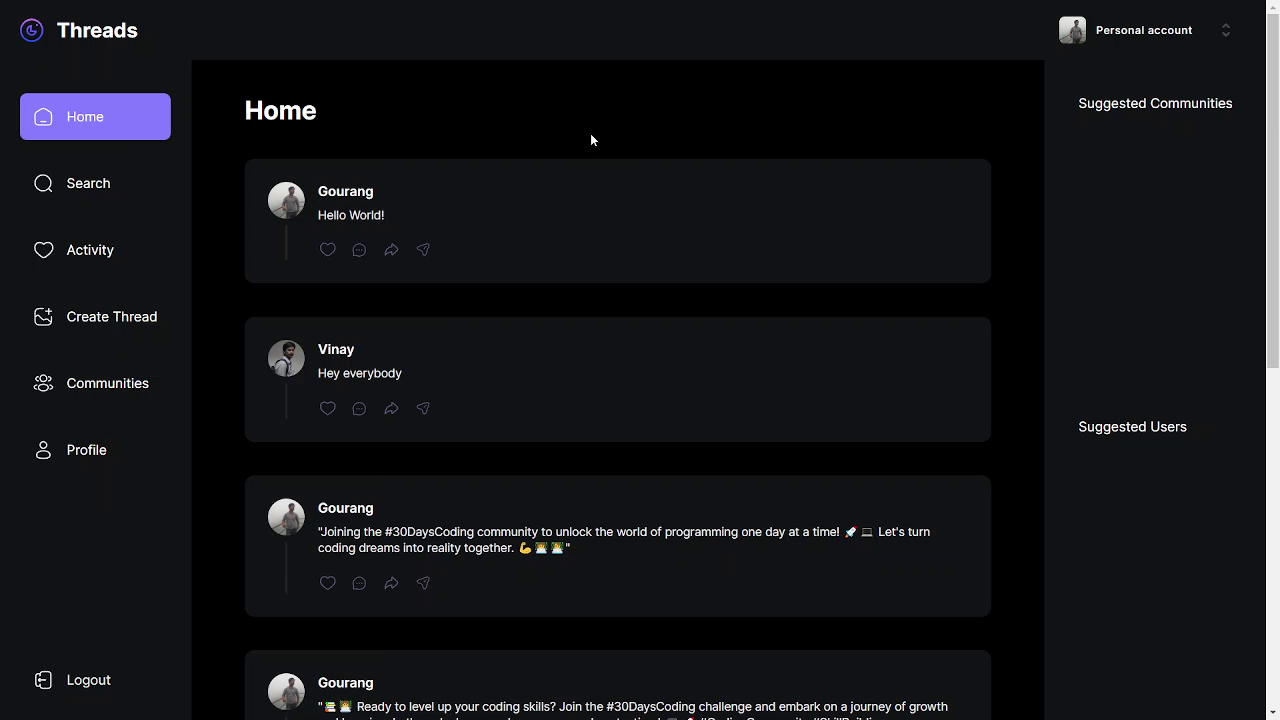 Threads
Personal account
Home
Search
Activity
Create Thread
Communities
Profile
Logout
Home
Gourang
Hello World!
Vinay
Hey everybody
Gourang
"Joining the #30DaysCoding community to unlock the world of programming one day at a time! 🚀 💻 Let's turn
coding dreams into reality together. 💪 👨‍💻 👩‍💻"
Gourang
Ready to level up your coding skills? Join the #30DaysCoding challenge and embark on a journey of growth
Suggested Communities
Suggested Users